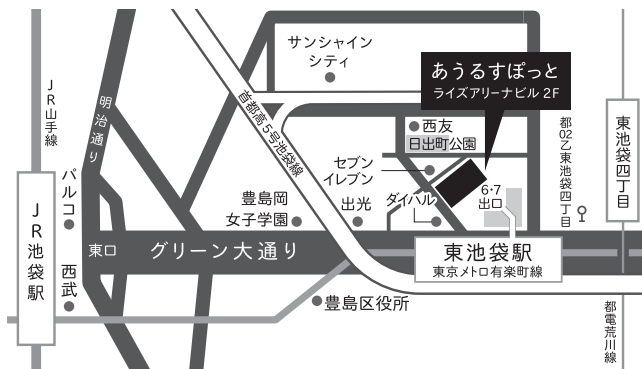 サンシャイン
シティ
あうるすぽっと
ライズアリーナビル 2F
JR山手線
明治通り
首都高5号池袋線
西友
日出町公園
都02乙東池袋四丁目
東池袋四丁目
セブン
イレブン
パルコ
豊島岡
女子学園
出光
ダイハル
6・7
出口
JR池袋駅
東口
グリーン大通り
東池袋駅
東京メトロ有楽町線
西武
豊島区役所
都電荒川線